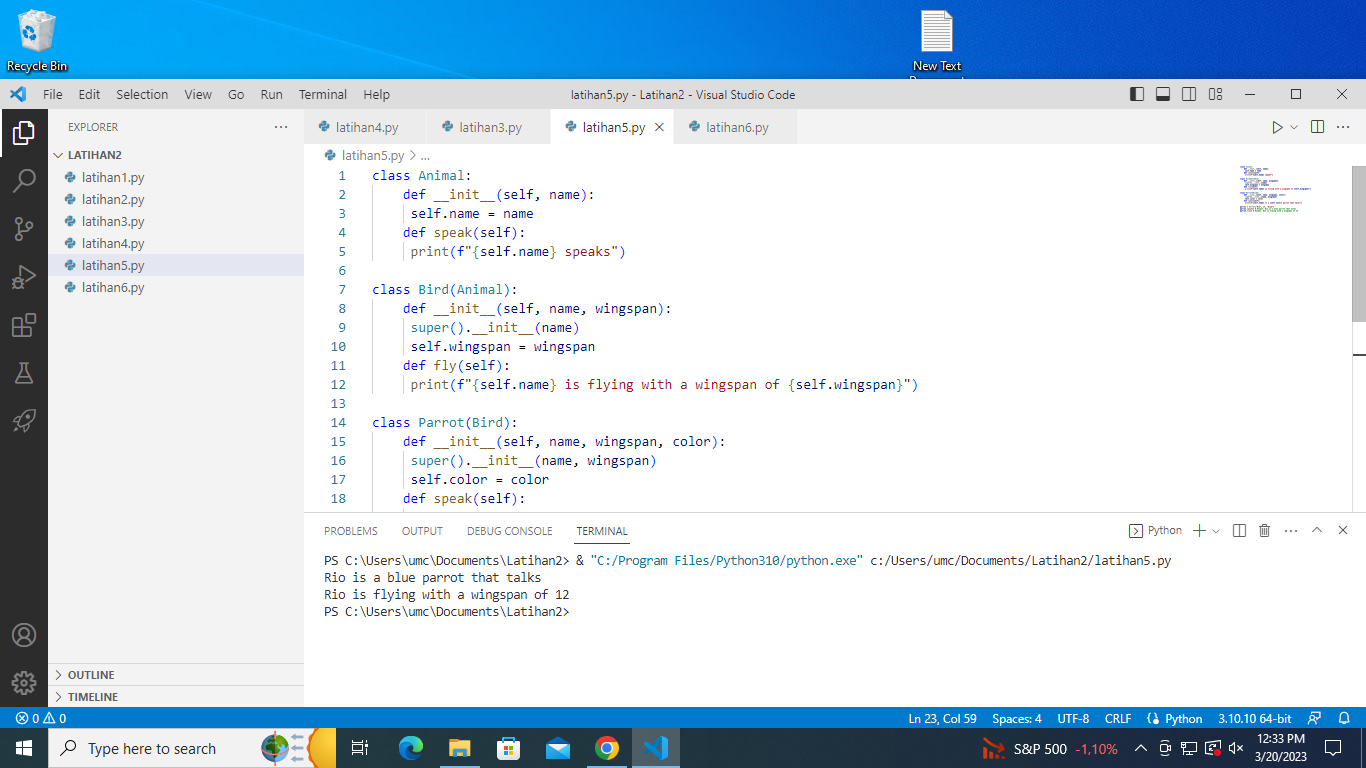 Recycle Bin
New Text
File Edit Selection View Go Run Terminal Help
latihan5.py - Latihan2 - Visual Studio Code
EXPLORER
LATIHAN2
latihan1.py
latihan2.py
latihan3.py
latihan4.py
latihan5.py
latihan6.py
OUTLINE
TIMELINE
latihan4.py latihan3.py latihan5.py latihan6.py
latihan5.py > ...
1 class Animal:
2 def __init__(self, name):
3 self.name = name
4 def speak(self):
5 print(f"{self.name} speaks")
6
7 class Bird(Animal):
8 def __init__(self, name, wingspan):
9 super().__init__(name)
10 self.wingspan = wingspan
11 def fly(self):
12 print(f"{self.name} is flying with a wingspan of {self.wingspan}")
13
14 class Parrot(Bird):
15 def __init__(self, name, wingspan, color):
16 super().__init__(name, wingspan)
17 self.color = color
18 def speak(self):
PROBLEMS OUTPUT DEBUG CONSOLE TERMINAL
Python
PS C:\Users\umc\Documents\Latihan2> & "C:/Program Files/Python310/python.exe" c:/Users/umc/Documents/Latihan2/latihan5.py
Rio is a blue parrot that talks
Rio is flying with a wingspan of 12
PS C:\Users\umc\Documents\Latihan2>
0 0
Ln 23, Col 59 Spaces: 4 UTF-8 CRLF Python 3.10.10 64-bit
Type here to search
S&P 500 -1,10%
12:33 PM
3/20/2023